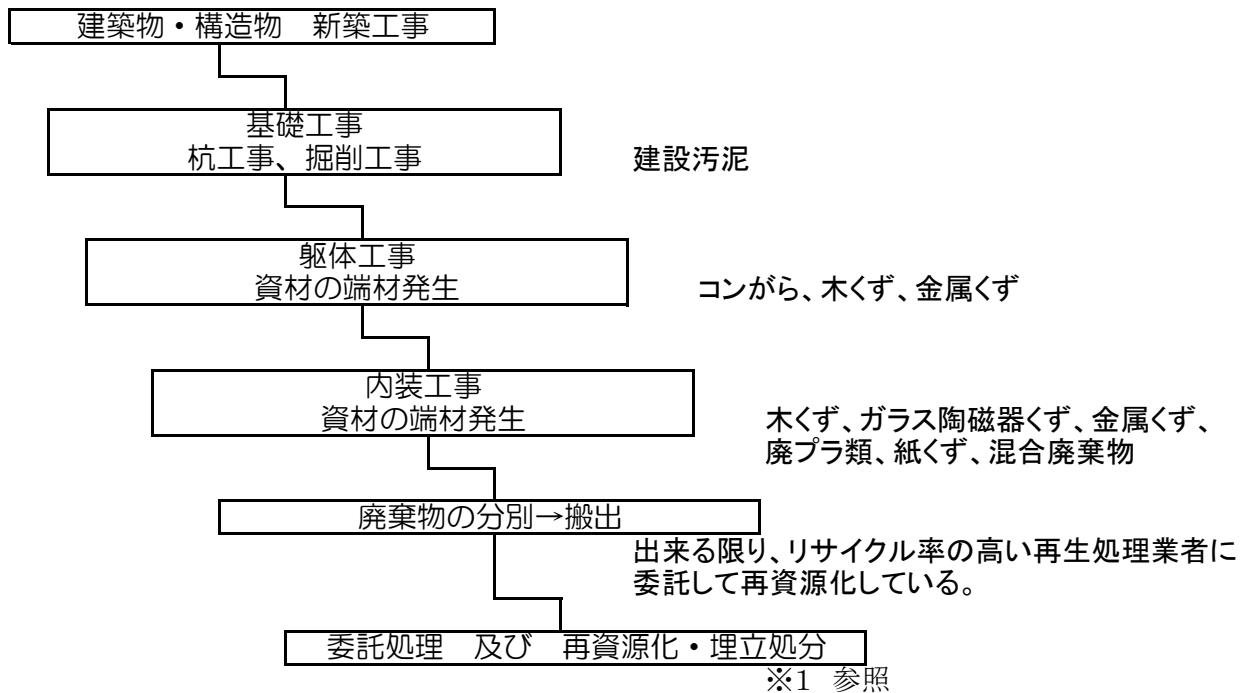 建築物・構造物　新築工事
基礎工事
杭工事、掘削工事
建設汚泥
躯体工事
資材の端材発生
コンがら、木くず、金属くず
内装工事
資材の端材発生
木くず、ガラス陶磁器くず、金属くず、
廃プラ類、紙くず、混合廃棄物
廃棄物の分別→搬出
出来る限り、リサイクル率の高い再生処理業者に
委託して再資源化している。
委託処理　及び　再資源化・埋立処分
※1　参照